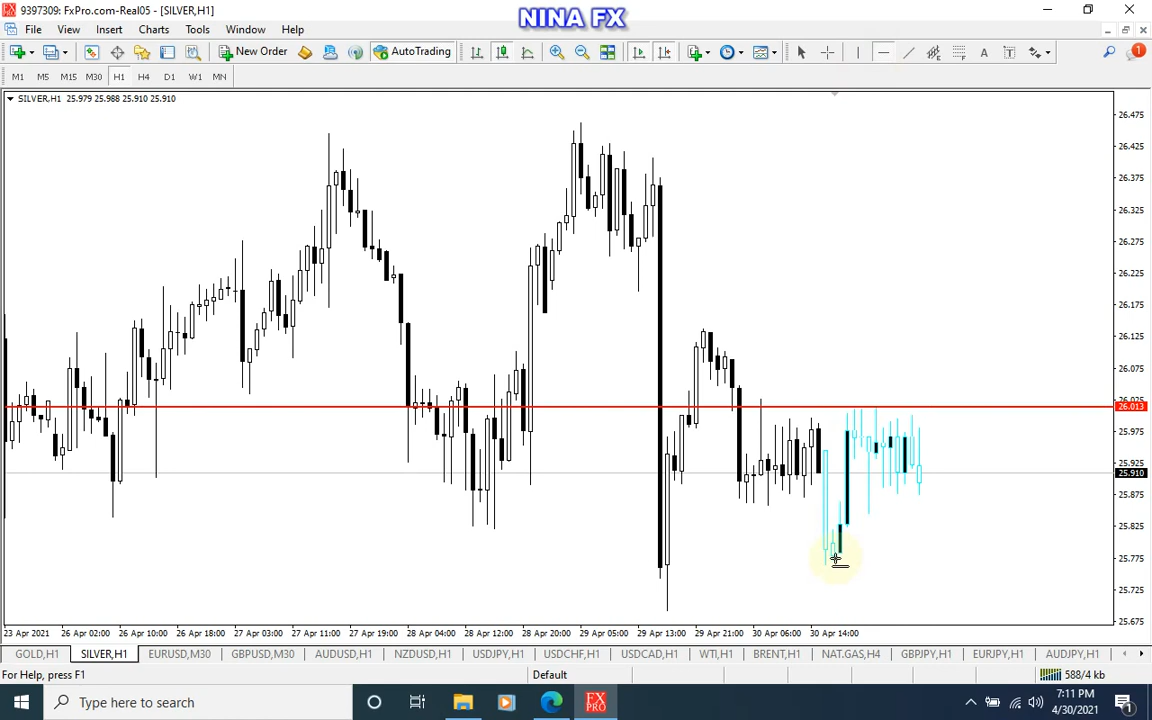 9397309: FxPro.com-Real05 - [SILVER,H1]
NINA FX
File View Insert Charts Tools Window Help
New Order AutoTrading A T 1
M1 M5 M15 M30 H1 H4 D1 W1 MN
SILVER,H1 25.979 25.988 25.910 25.910
26.475
26.425
26.375
26.325
26.275
26.225
26.175
26.125
26.075
26.025
26.013
25.975
25.925
25.910
25.875
25.825
25.775
25.725
25.675
23 Apr 2021 26 Apr 02:00 26 Apr 10:00 26 Apr 18:00 27 Apr 03:00 27 Apr 11:00 27 Apr 19:00 28 Apr 04:00 28 Apr 12:00 28 Apr 20:00 29 Apr 05:00 29 Apr 13:00 29 Apr 21:00 30 Apr 06:00 30 Apr 14:00
GOLD,H1 SILVER,H1 EURUSD,M30 GBPUSD,M30 AUDUSD,H1 NZDUSD,H1 USDJPY,H1 USDCHF,H1 USDCAD,H1 WTI,H1 BRENT,H1 NAT.GAS,H4 GBPJPY,H1 EURJPY,H1 AUDJPY,H1
For Help, press F1 Default 588/4 kb
Type here to search FX PRO 7:11 PM
4/30/2021 1